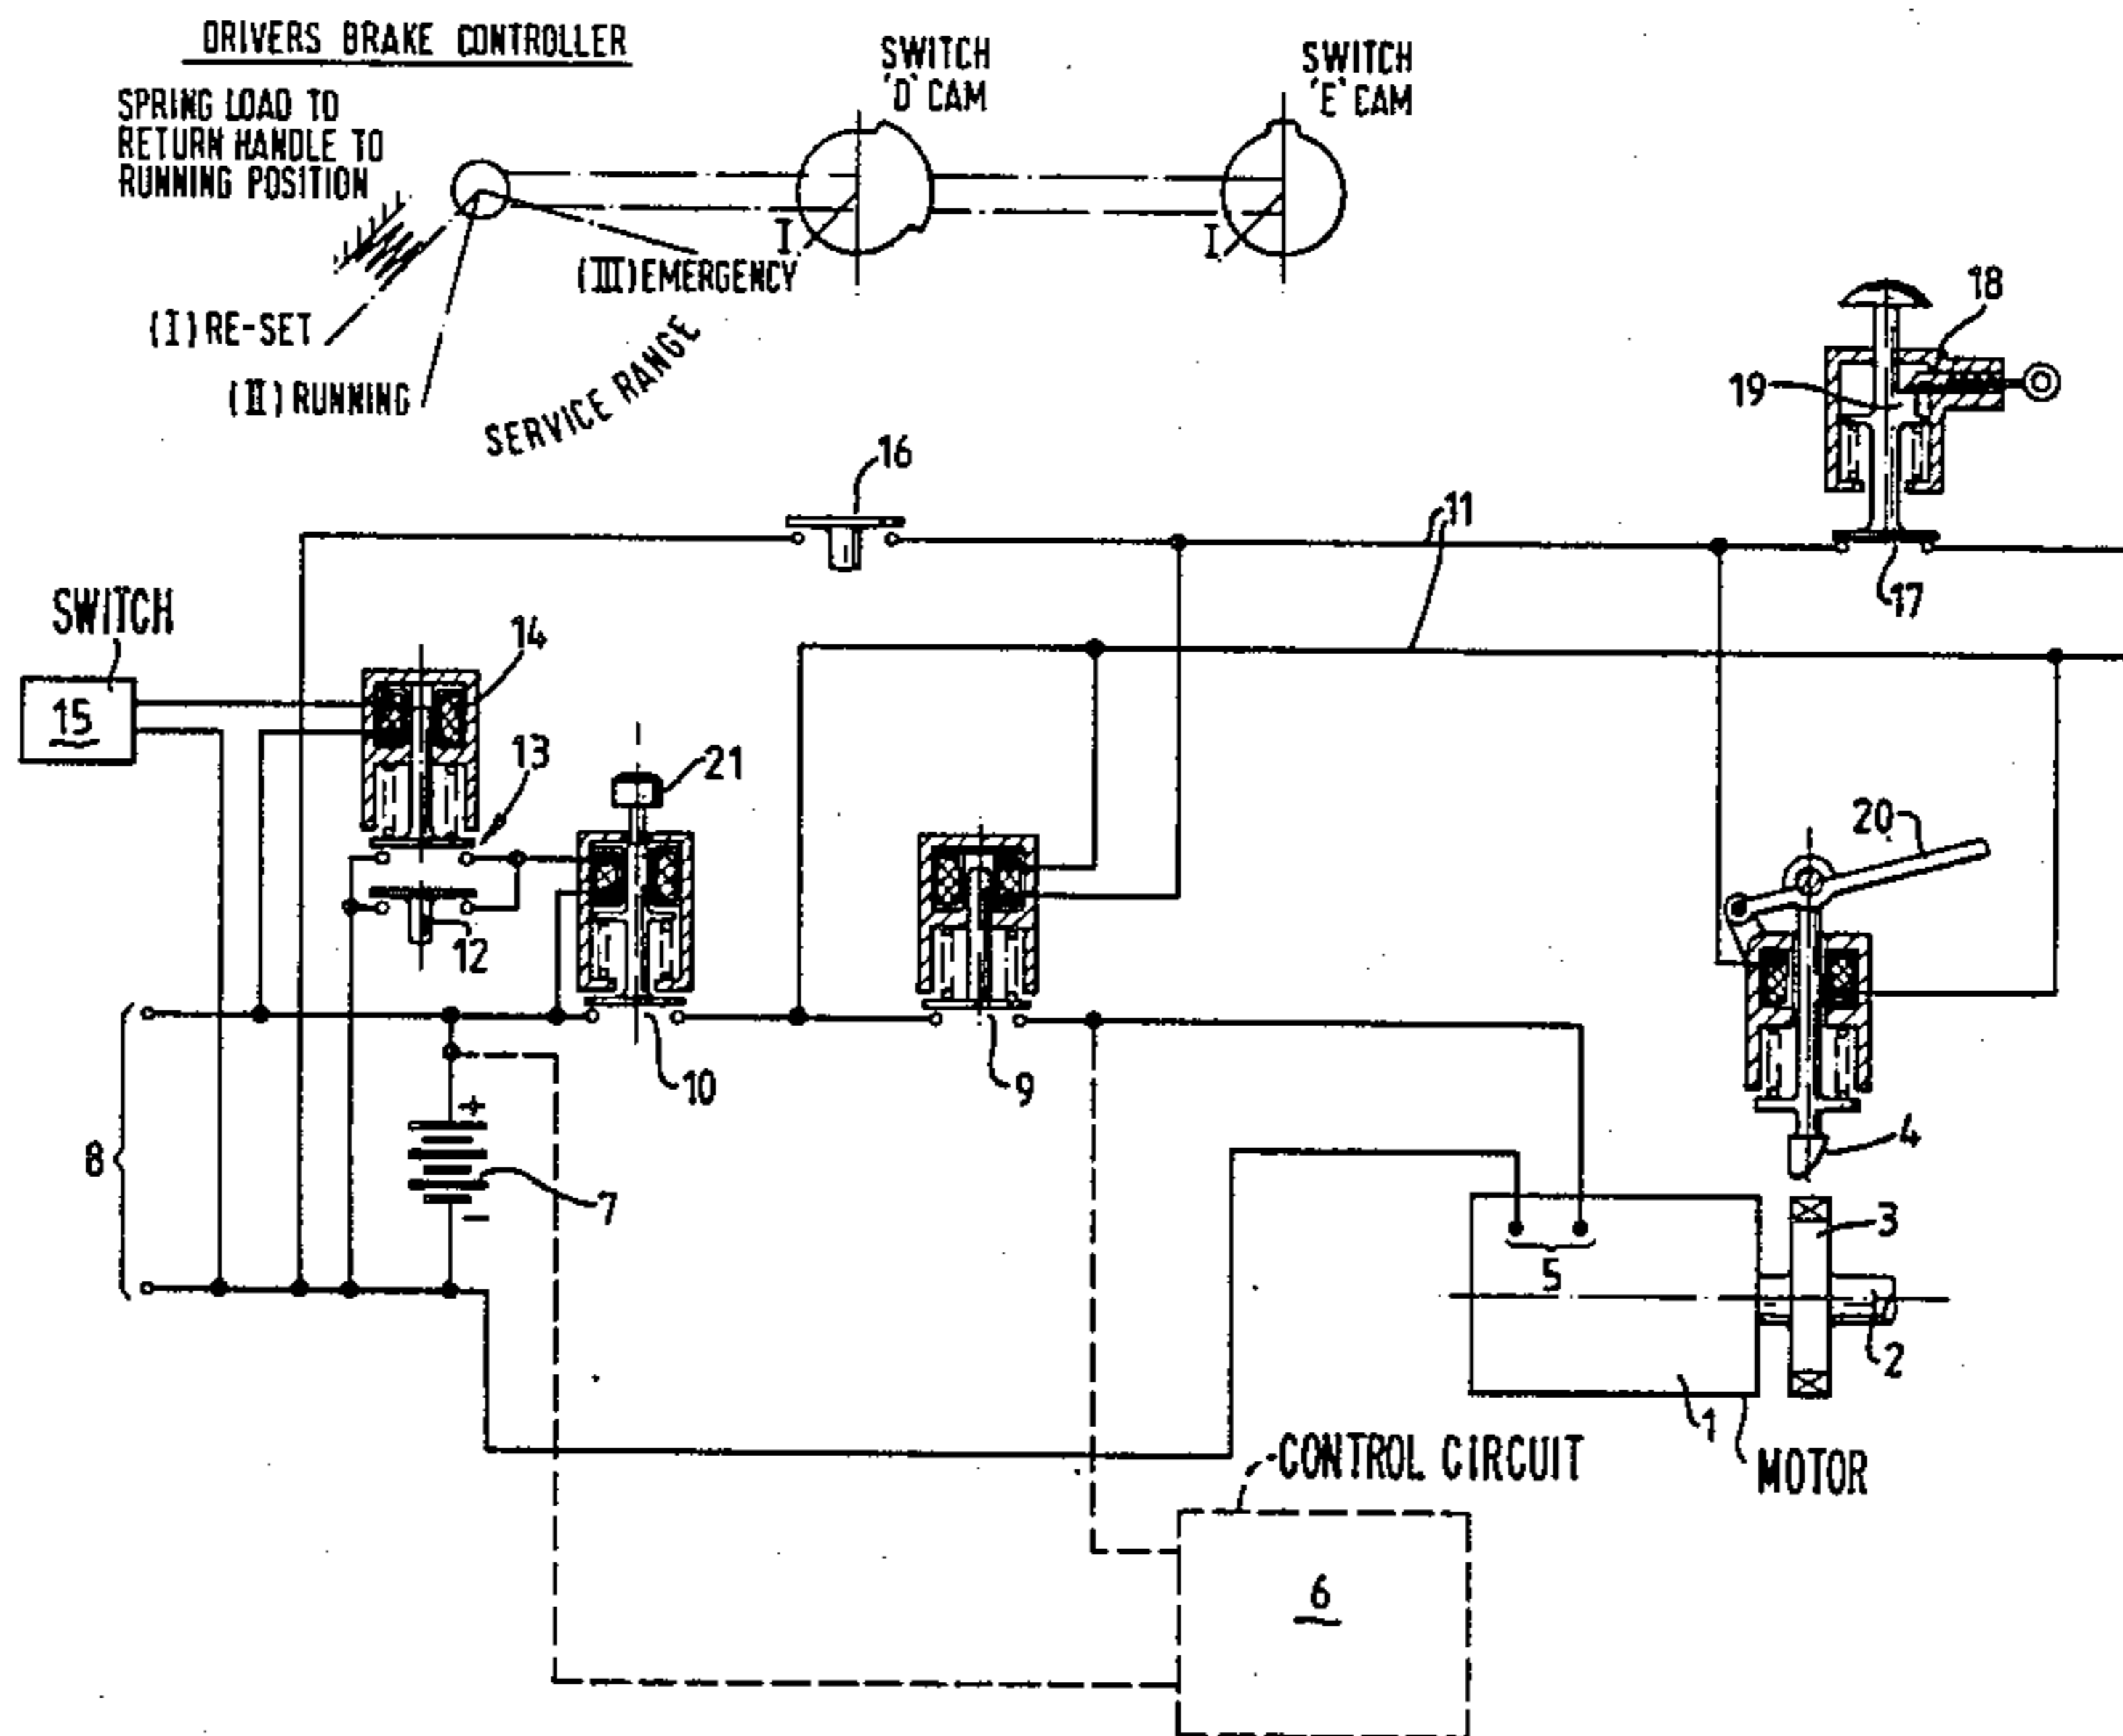 DRIVERS BRAKE CONTROLLER
SPRING LOAD TO
RETURN HANDLE TO
RUNNING POSITION
SWITCH
'D' CAM
SWITCH
'E' CAM
I
I
(III) EMERGENCY
(I) RE-SET
(II) RUNNING
SERVICE RANGE
18
19
16
11
17
SWITCH
15
14
13
21
12
20
10
9
8
+
7
−
4
3
5
2
1
CONTROL CIRCUIT
MOTOR
6